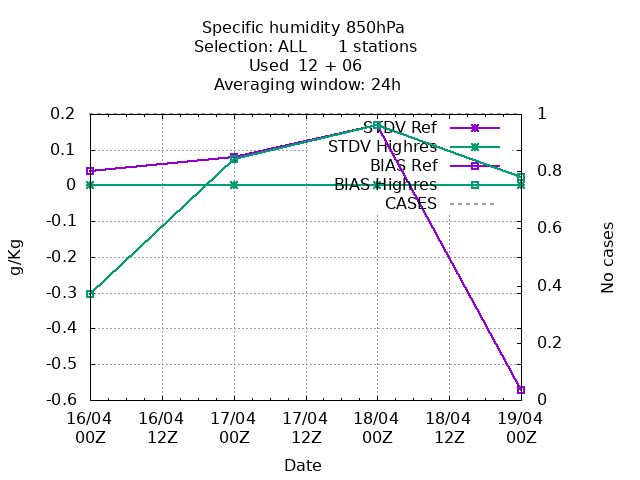 Specific humidity 850hPa
Selection: ALL 1 stations
Used 12 + 06
Averaging window: 24h
0.2
0.1
0
-0.1
-0.2
-0.3
-0.4
-0.5
-0.6
g/Kg
STDV Ref
STDV Highres
BIAS Ref
BIAS Highres
CASES
1
0.8
0.6
0.4
0.2
0
No cases
16/04 16/04 17/04 17/04 18/04 18/04 19/04
00Z 12Z 00Z 12Z 00Z 12Z 00Z
Date